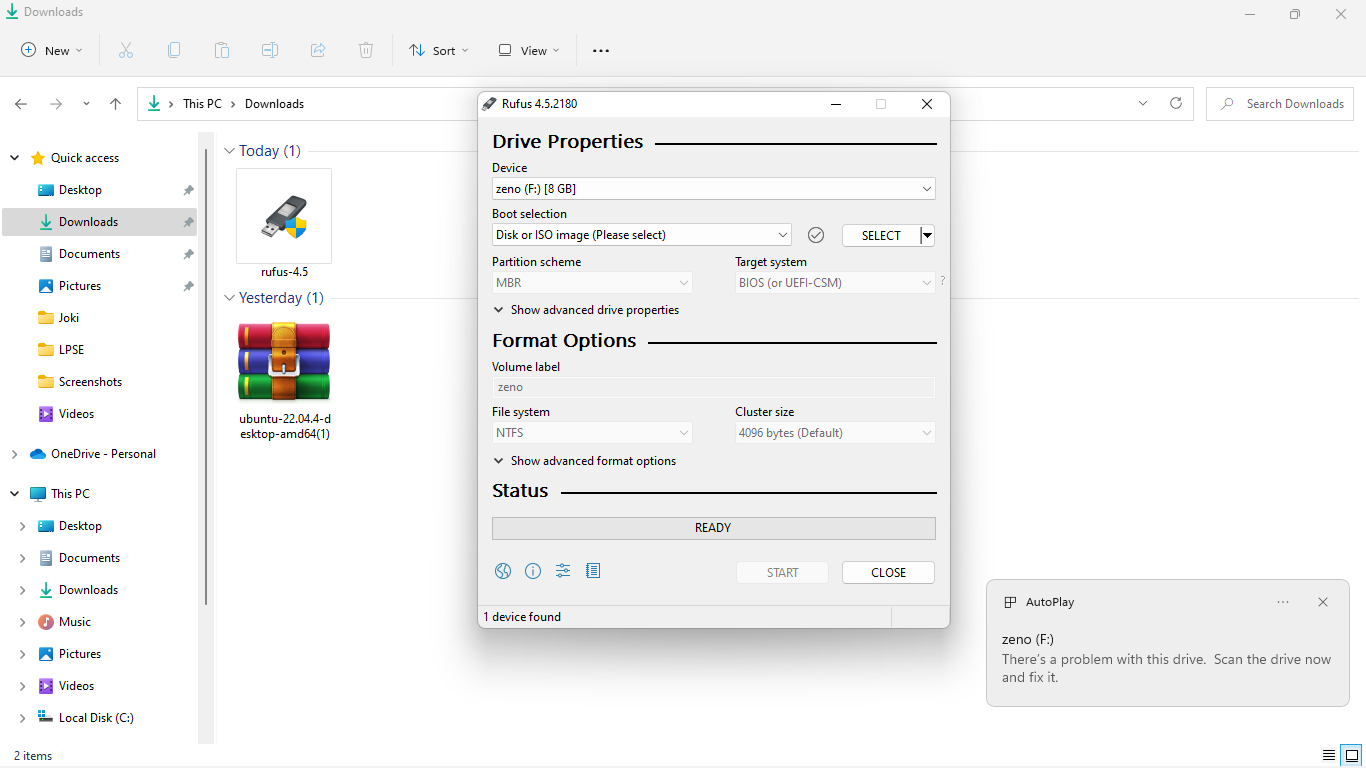 Downloads
New
Sort
View
This PC
Downloads
Search Downloads
Quick access
Desktop
Downloads
Documents
Pictures
Joki
LPSE
Screenshots
Videos
OneDrive - Personal
This PC
Desktop
Documents
Downloads
Music
Pictures
Videos
Local Disk (C:)
2 items
Today (1)
rufus-4.5
Yesterday (1)
ubuntu-22.04.4-d
esktop-amd64(1)
Rufus 4.5.2180
Drive Properties
Device
zeno (F:) [8 GB]
Boot selection
Disk or ISO image (Please select)
SELECT
Partition scheme
Target system
MBR
BIOS (or UEFI-CSM)
?
Show advanced drive properties
Format Options
Volume label
zeno
File system
Cluster size
NTFS
4096 bytes (Default)
Show advanced format options
Status
READY
START
CLOSE
1 device found
AutoPlay
zeno (F:)
There's a problem with this drive. Scan the drive now
and fix it.